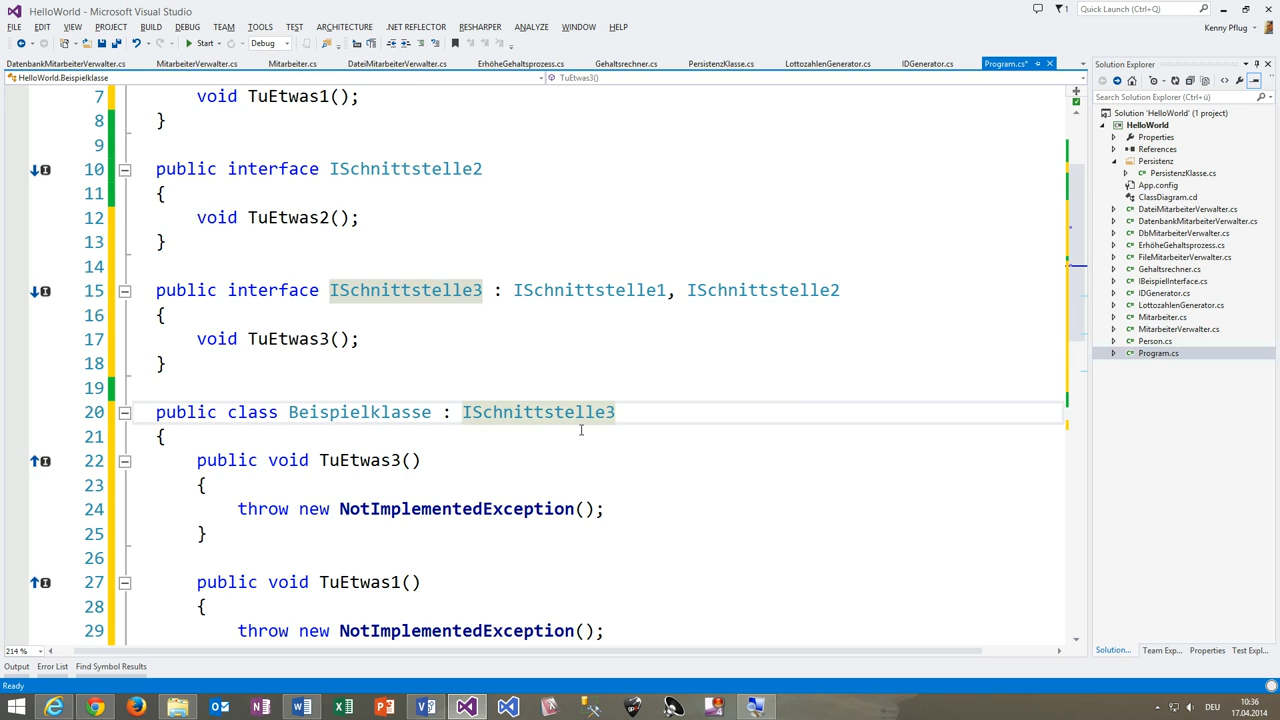 HelloWorld - Microsoft Visual Studio
1
Quick Launch (Ctrl+Q)
FILE EDIT VIEW PROJECT BUILD DEBUG TEAM TOOLS TEST ARCHITECTURE .NET REFLECTOR RESHARPER ANALYZE WINDOW HELP
Kenny Pflug
Start Debug
DatenbankMitarbeiterVerwalter.cs MitarbeiterVerwalter.cs Mitarbeiter.cs DateiMitarbeiterVerwalter.cs ErhöheGehaltsprozess.cs Gehaltsrechner.cs PersistenzKlasse.cs LottozahlenGenerator.cs IDGenerator.cs Program.cs*
HelloWorld.Beispielklasse
TuEtwas3()
7 void TuEtwas1();
8 }
9
10 public interface ISchnittstelle2
11 {
12 void TuEtwas2();
13 }
14
15 public interface ISchnittstelle3 : ISchnittstelle1, ISchnittstelle2
16 {
17 void TuEtwas3();
18 }
19
20 public class Beispielklasse : ISchnittstelle3
21 {
22 public void TuEtwas3()
23 {
24 throw new NotImplementedException();
25 }
26
27 public void TuEtwas1()
28 {
29 throw new NotImplementedException();
214 %
Solution Explorer
Search Solution Explorer (Ctrl+ü)
Solution 'HelloWorld' (1 project)
HelloWorld
Properties
References
Persistenz
PersistenzKlasse.cs
App.config
ClassDiagram.cd
DateiMitarbeiterVerwalter.cs
DatenbankMitarbeiterVerwalter.cs
DbMitarbeiterVerwalter.cs
ErhöheGehaltsprozess.cs
FileMitarbeiterVerwalter.cs
Gehaltsrechner.cs
IBeispielInterface.cs
IDGenerator.cs
LottozahlenGenerator.cs
Mitarbeiter.cs
MitarbeiterVerwalter.cs
Person.cs
Program.cs
Solution... Team Exp... Properties Test Expl...
Output Error List Find Symbol Results
Ready
DEU
10:36
17.04.2014